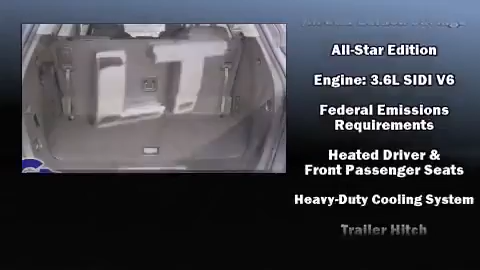 LT
All-Star Edition
Engine: 3.6L SIDI V6
Federal Emissions
Requirements
Heated Driver &
Front Passenger Seats
Heavy-Duty Cooling System
Trailer Hitch